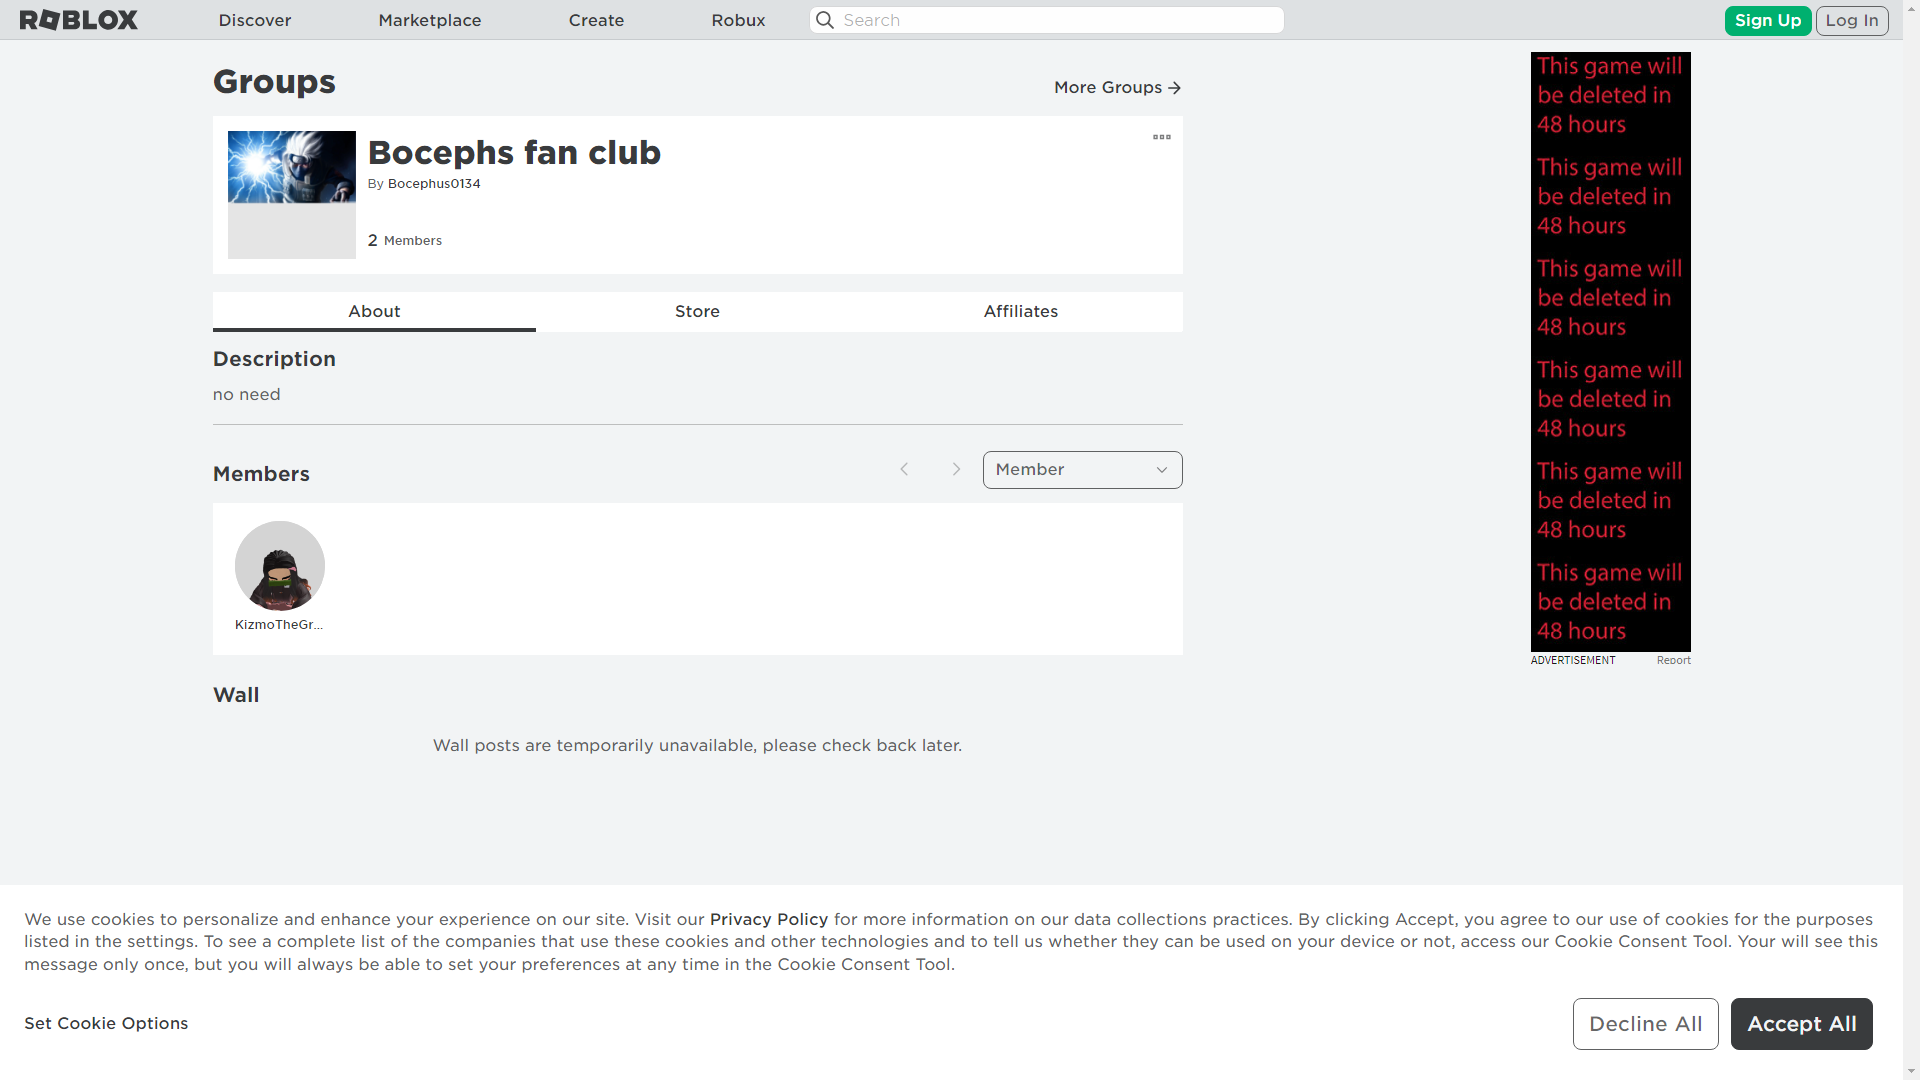 ROBLOX
Discover
Marketplace
Create
Robux
Search
Sign Up
Log In
Groups
More Groups
Bocephs fan club
By Bocephus0134
2 Members
About
Store
Affiliates
Description
no need
Members
Member
KizmoTheGr...
Wall
Wall posts are temporarily unavailable, please check back later.
This game will
be deleted in
48 hours
This game will
be deleted in
48 hours
This game will
be deleted in
48 hours
This game will
be deleted in
48 hours
This game will
be deleted in
48 hours
This game will
be deleted in
48 hours
ADVERTISEMENT
Report
We use cookies to personalize and enhance your experience on our site. Visit our Privacy Policy for more information on our data collections practices. By clicking Accept, you agree to our use of cookies for the purposes
listed in the settings. To see a complete list of the companies that use these cookies and other technologies and to tell us whether they can be used on your device or not, access our Cookie Consent Tool. Your will see this
message only once, but you will always be able to set your preferences at any time in the Cookie Consent Tool.
Set Cookie Options
Decline All
Accept All